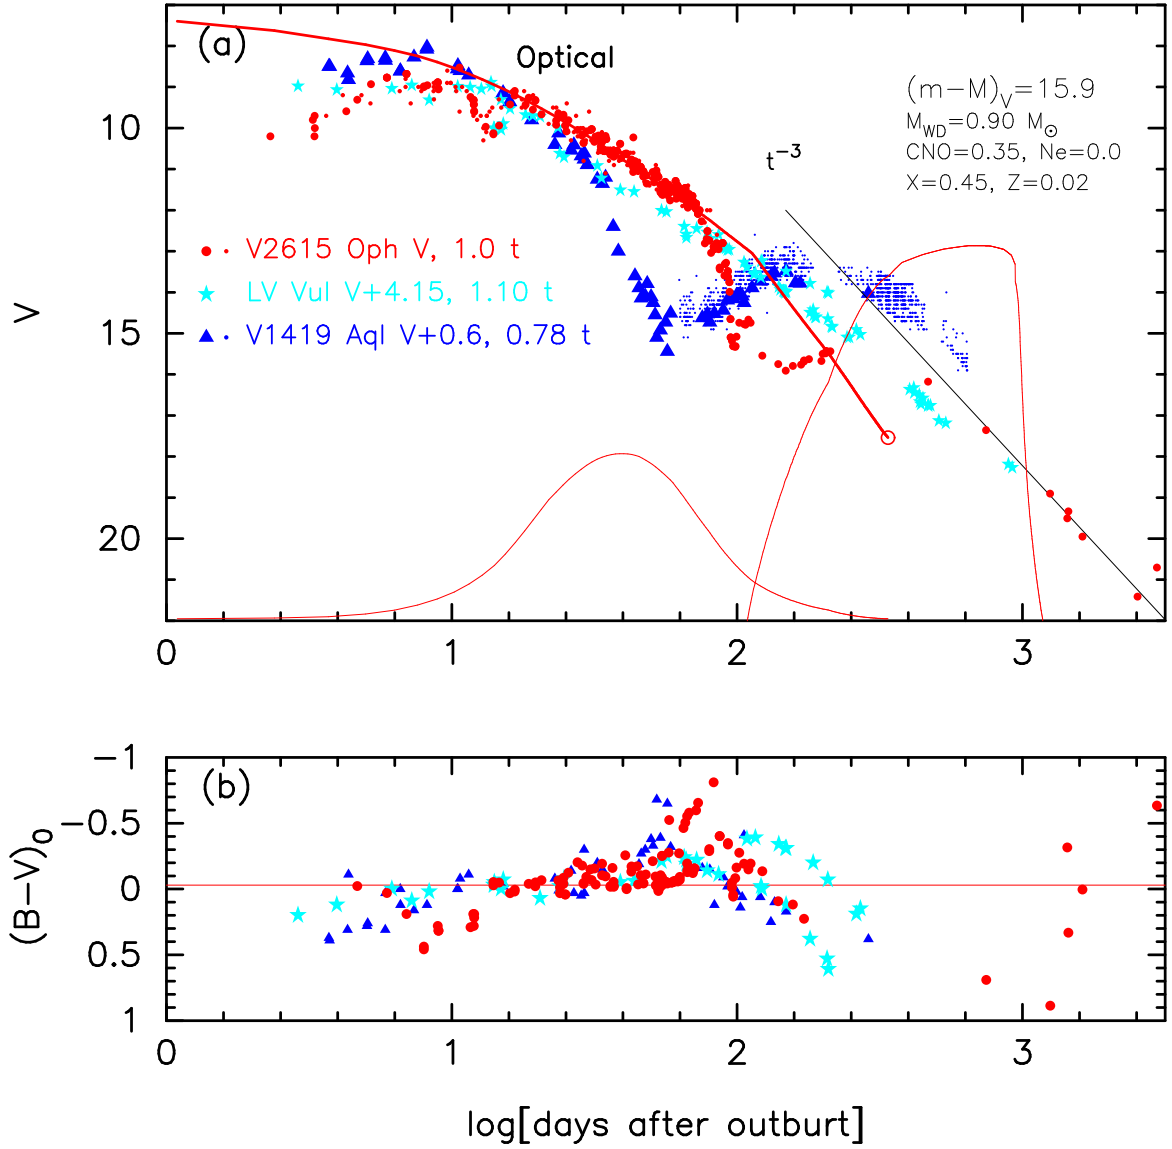 (a)
Optical
(m−M)V=15.9
MWD=0.90 M⊙
CNO=0.35, Ne=0.0
X=0.45, Z=0.02
t−3
V2615 Oph V, 1.0 t
LV Vul V+4.15, 1.10 t
V1419 Aql V+0.6, 0.78 t
V
10
15
20
0 1 2 3
(b)
(B−V)0
−1
−0.5
0
0.5
1
0 1 2 3
log[days after outburt]